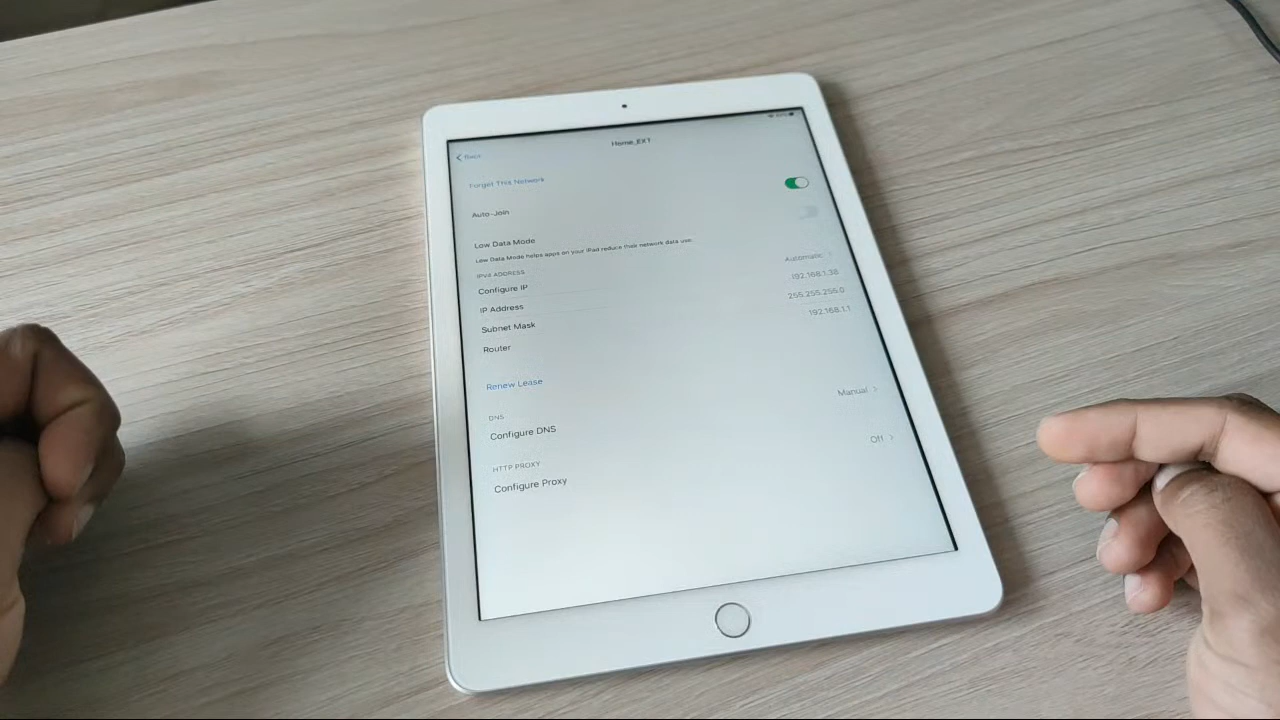 Home_EXT
Back
Forget This Network
Auto-Join
Low Data Mode
Low Data Mode helps apps on your iPad reduce their network data use.
IPV4 ADDRESS
Configure IP Automatic >
IP Address 192.168.1.38
Subnet Mask 255.255.255.0
Router 192.168.1.1
Renew Lease
DNS
Configure DNS Manual >
HTTP PROXY
Configure Proxy Off >